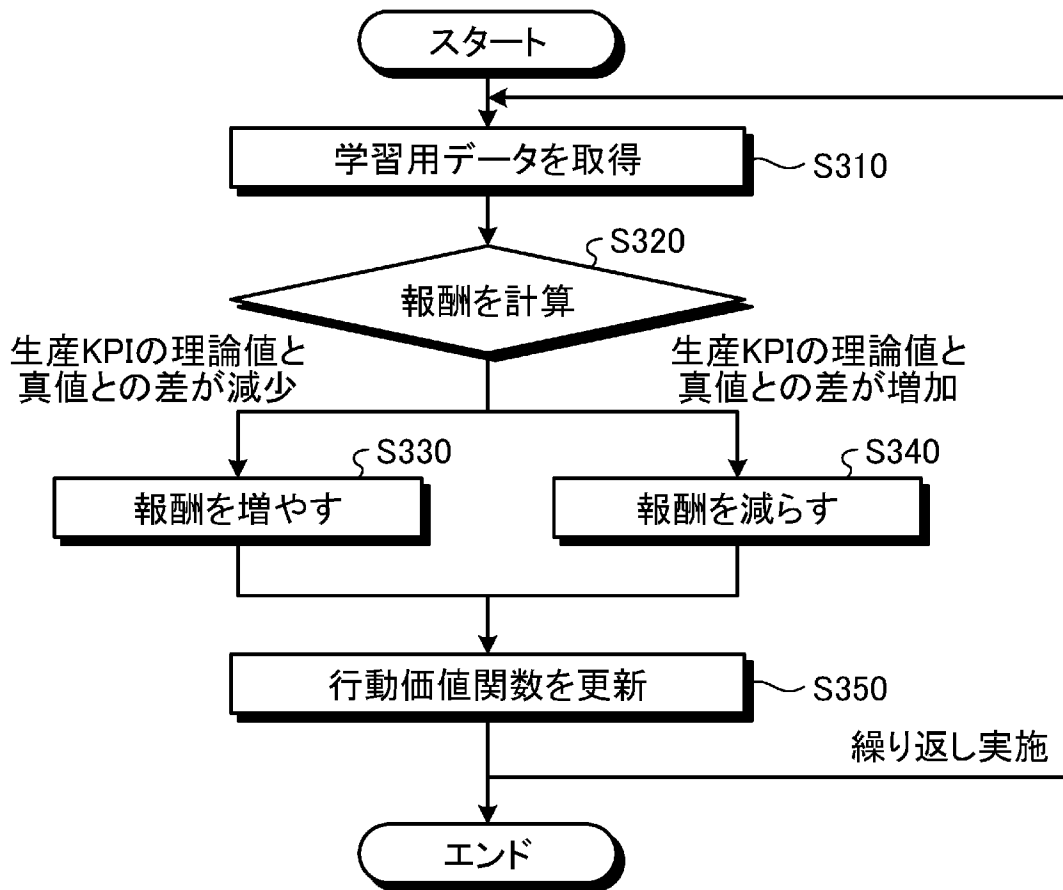 スタート
学習用データを取得
S310
S320
報酬を計算
生産KPIの理論値と
真値との差が減少
生産KPIの理論値と
真値との差が増加
S330
報酬を増やす
S340
報酬を減らす
行動価値関数を更新
S350
繰り返し実施
エンド